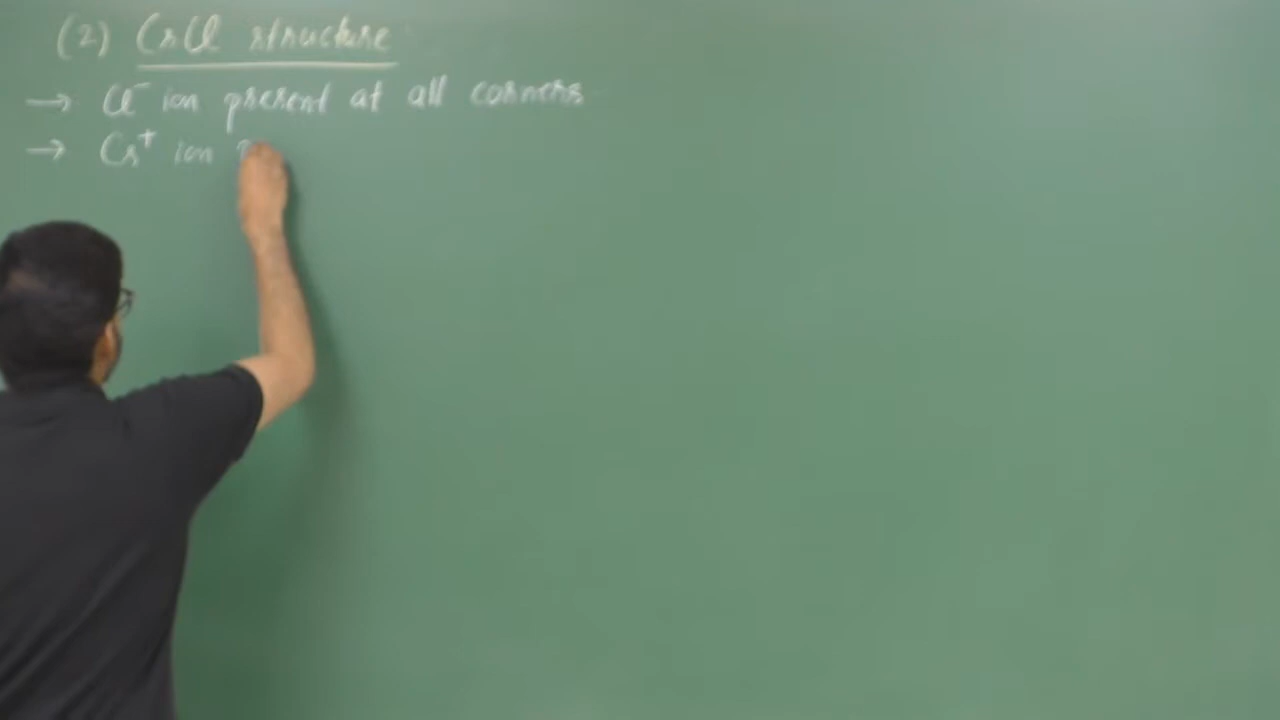 (2) CsCl structure
→ Cl⁻ ion present at all corners
→ Cs⁺ ion